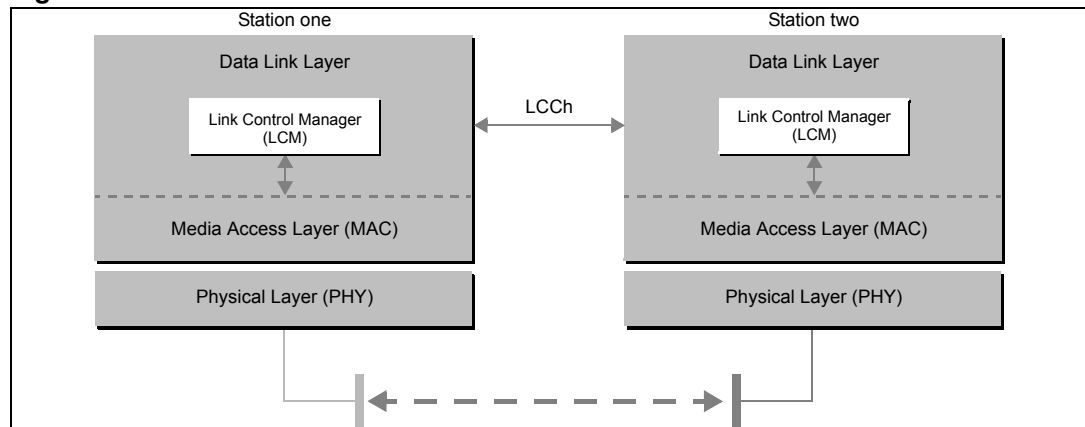 Station one
Station two
Data Link Layer
Data Link Layer
LCCh
Link Control Manager
(LCM)
Link Control Manager
(LCM)
Media Access Layer (MAC)
Media Access Layer (MAC)
Physical Layer (PHY)
Physical Layer (PHY)